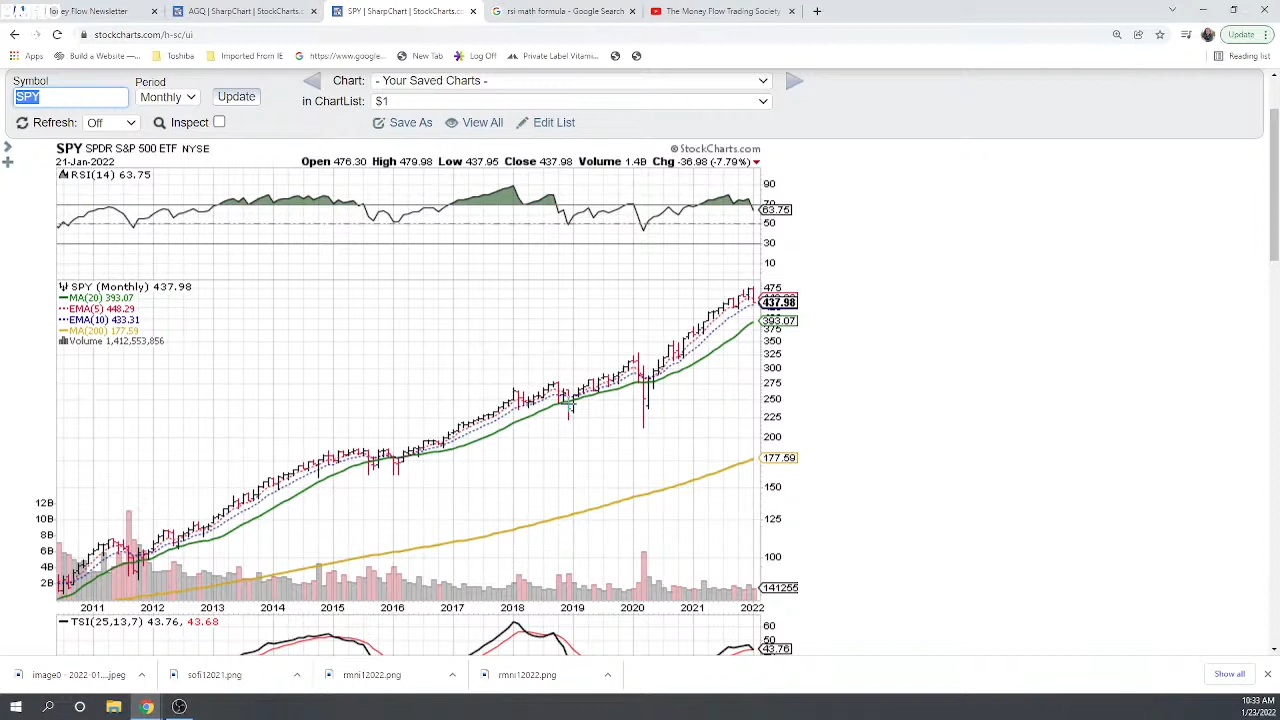 ney Flow Newsletter
AGQ | SharpChart | StockCharts.c
SPY | SharpChart | StockCharts.c
rsi math formula - Google Search
The Money Flow Trading Society
stockcharts.com/h-sc/ui
Update
Apps
Build a Website —...
Toshiba
Imported From IE
https://www.google...
New Tab
Log Off
Private Label Vitami...
Reading list
Symbol
Period
Chart:
- Your Saved Charts -
SPY
Monthly
Update
in ChartList:
$1
Refresh:
Off
Inspect
Save As
View All
Edit List
SPY SPDR S&P 500 ETF NYSE
© StockCharts.com
21-Jan-2022
Open 476.30 High 479.98 Low 437.95 Close 437.98 Volume 1.4B Chg -36.98 (-7.79%)
RSI(14) 63.75
90
70
63.75
50
30
10
SPY (Monthly) 437.98
MA(20) 393.07
EMA(5) 448.29
EMA(10) 433.31
MA(200) 177.59
Volume 1,412,553,856
475
437.98
393.07
375
350
325
300
275
250
225
200
177.59
150
125
100
12B
10B
8B
6B
4B
2B
141255
2011 2012 2013 2014 2015 2016 2017 2018 2019 2020 2021 2022
TSI(25,13,7) 43.76, 43.68
60
50
43.76
image0 - 2022-01....jpeg
sofi12021.png
rmni12022.png
rmni12022.png
Show all
10:33 AM
1/23/2022